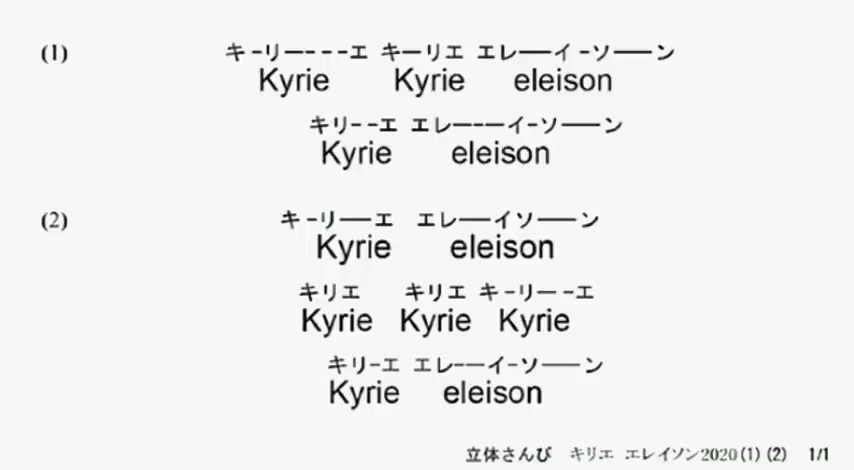 (1) キ-リ—---エ キーリエ エレ——イ-ソ——ン
Kyrie Kyrie eleison
キリ--エ エレ—---イ-ソ——ン
Kyrie eleison
(2) キ-リ——エ エレ——イソ——ン
Kyrie eleison
キリエ キリエ キ-リ—-エ
Kyrie Kyrie Kyrie
キリ-エ エレ-—イ-ソ——ン
Kyrie eleison
立体さんび キリエ エレイソン2020(1)(2) 1/1